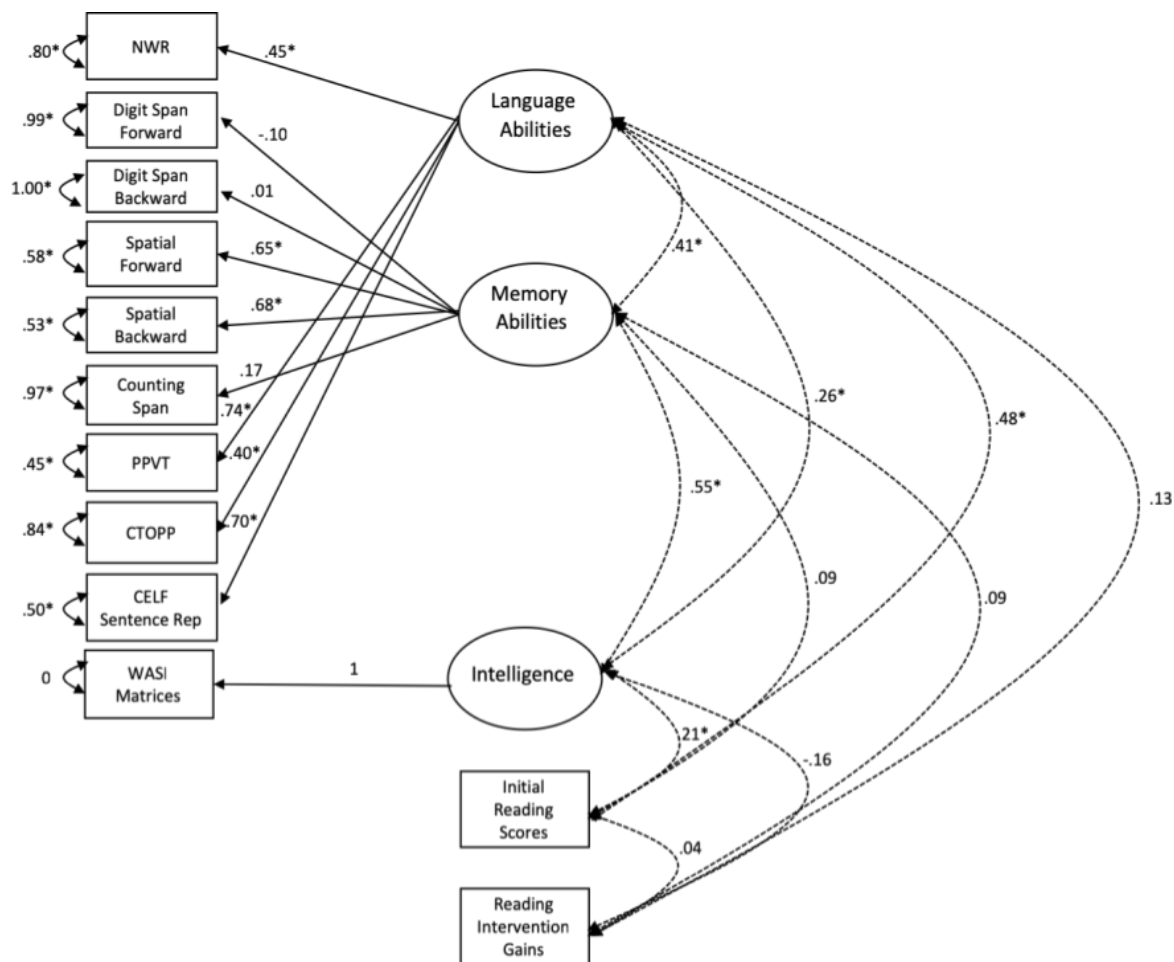 NWR
.80*
.45*
Digit Span
Forward
.99*
-.10
Digit Span
Backward
1.00*
.01
Spatial
Forward
.58*
.65*
Spatial
Backward
.53*
.68*
Counting
Span
.97*
.17
PPVT
.45*
.74*
CTOPP
.84*
.40*
CELF
Sentence Rep
.50*
.70*
WASI
Matrices
0
1
Language
Abilities
Memory
Abilities
Intelligence
Initial
Reading
Scores
Reading
Intervention
Gains
.41*
.26*
.48*
.13
.55*
.09
.09
.21*
-.16
.04